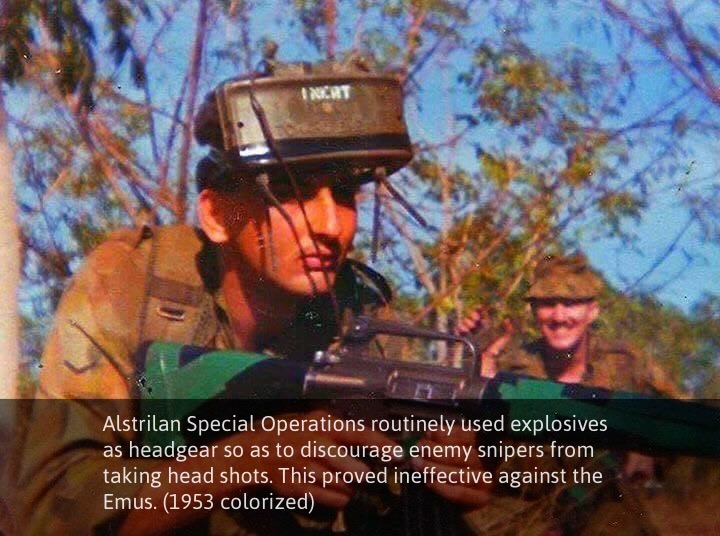 INERT
Alstrilan Special Operations routinely used explosives
as headgear so as to discourage enemy snipers from
taking head shots. This proved ineffective against the
Emus. (1953 colorized)